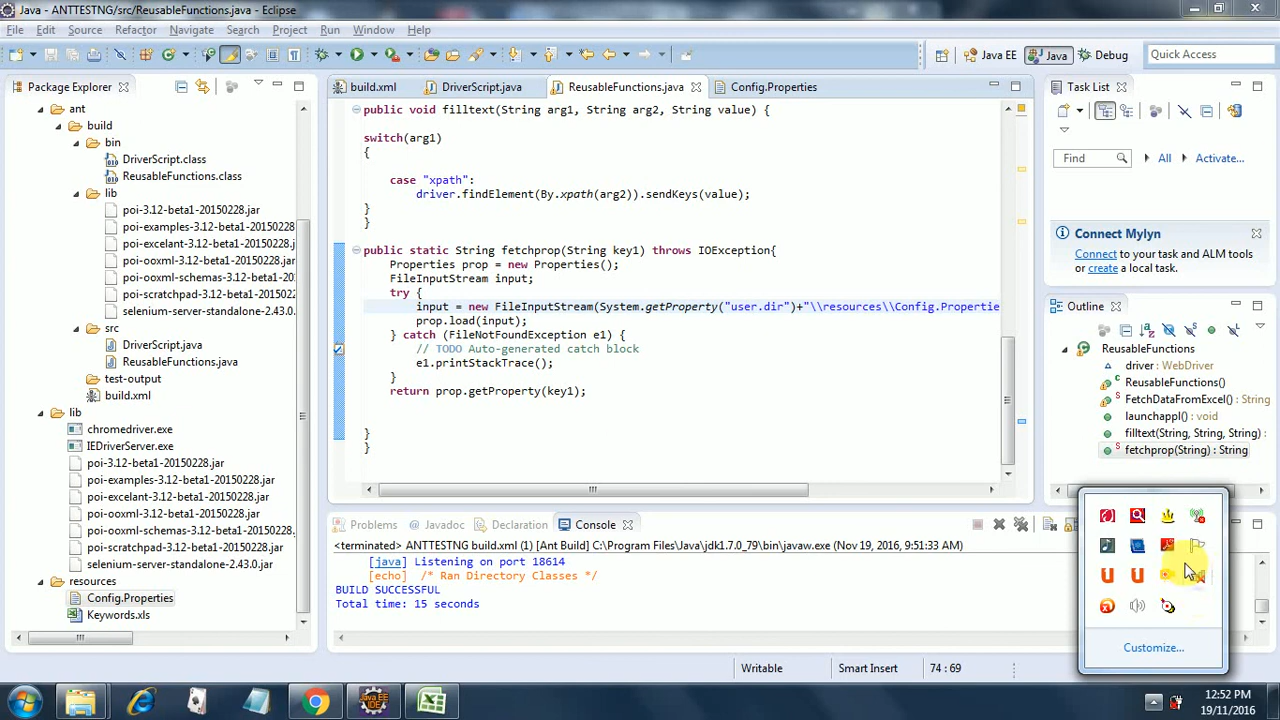 Java - ANTTESTNG/src/ReusableFunctions.java - Eclipse
File Edit Source Refactor Navigate Search Project Run Window Help
Java EE Java Debug Quick Access
Package Explorer
ant
build
bin
DriverScript.class
ReusableFunctions.class
lib
poi-3.12-beta1-20150228.jar
poi-examples-3.12-beta1-20150228.j
poi-excelant-3.12-beta1-20150228.j
poi-ooxml-3.12-beta1-20150228.jar
poi-ooxml-schemas-3.12-beta1-2015
poi-scratchpad-3.12-beta1-2015022
selenium-server-standalone-2.43.0.
src
DriverScript.java
ReusableFunctions.java
test-output
build.xml
lib
chromedriver.exe
IEDriverServer.exe
poi-3.12-beta1-20150228.jar
poi-examples-3.12-beta1-20150228.jar
poi-excelant-3.12-beta1-20150228.jar
poi-ooxml-3.12-beta1-20150228.jar
poi-ooxml-schemas-3.12-beta1-20150
poi-scratchpad-3.12-beta1-20150228.j
selenium-server-standalone-2.43.0.jar
resources
Config.Properties
Keywords.xls
build.xml DriverScript.java ReusableFunctions.java Config.Properties
public void filltext(String arg1, String arg2, String value) {
switch(arg1)
{
case "xpath":
driver.findElement(By.xpath(arg2)).sendKeys(value);
}
}
public static String fetchprop(String key1) throws IOException{
Properties prop = new Properties();
FileInputStream input;
try {
input = new FileInputStream(System.getProperty("user.dir")+"\\resources\\Config.Propertie
prop.load(input);
} catch (FileNotFoundException e1) {
// TODO Auto-generated catch block
e1.printStackTrace();
}
return prop.getProperty(key1);
}
}
Task List
Find All Activate...
Connect Mylyn
Connect to your task and ALM tools
or create a local task.
Outline
ReusableFunctions
driver : WebDriver
ReusableFunctions()
FetchDataFromExcel() : String
launchappl() : void
filltext(String, String, String) :
fetchprop(String) : String
Problems Javadoc Declaration Console
<terminated> ANTTESTNG build.xml (1) [Ant Build] C:\Program Files\Java\jdk1.7.0_79\bin\javaw.exe (Nov 19, 2016, 9:51:33 AM)
[java] Listening on port 18614
[echo] /* Ran Directory Classes */
BUILD SUCCESSFUL
Total time: 15 seconds
Customize...
Writable Smart Insert 74 : 69
12:52 PM
19/11/2016